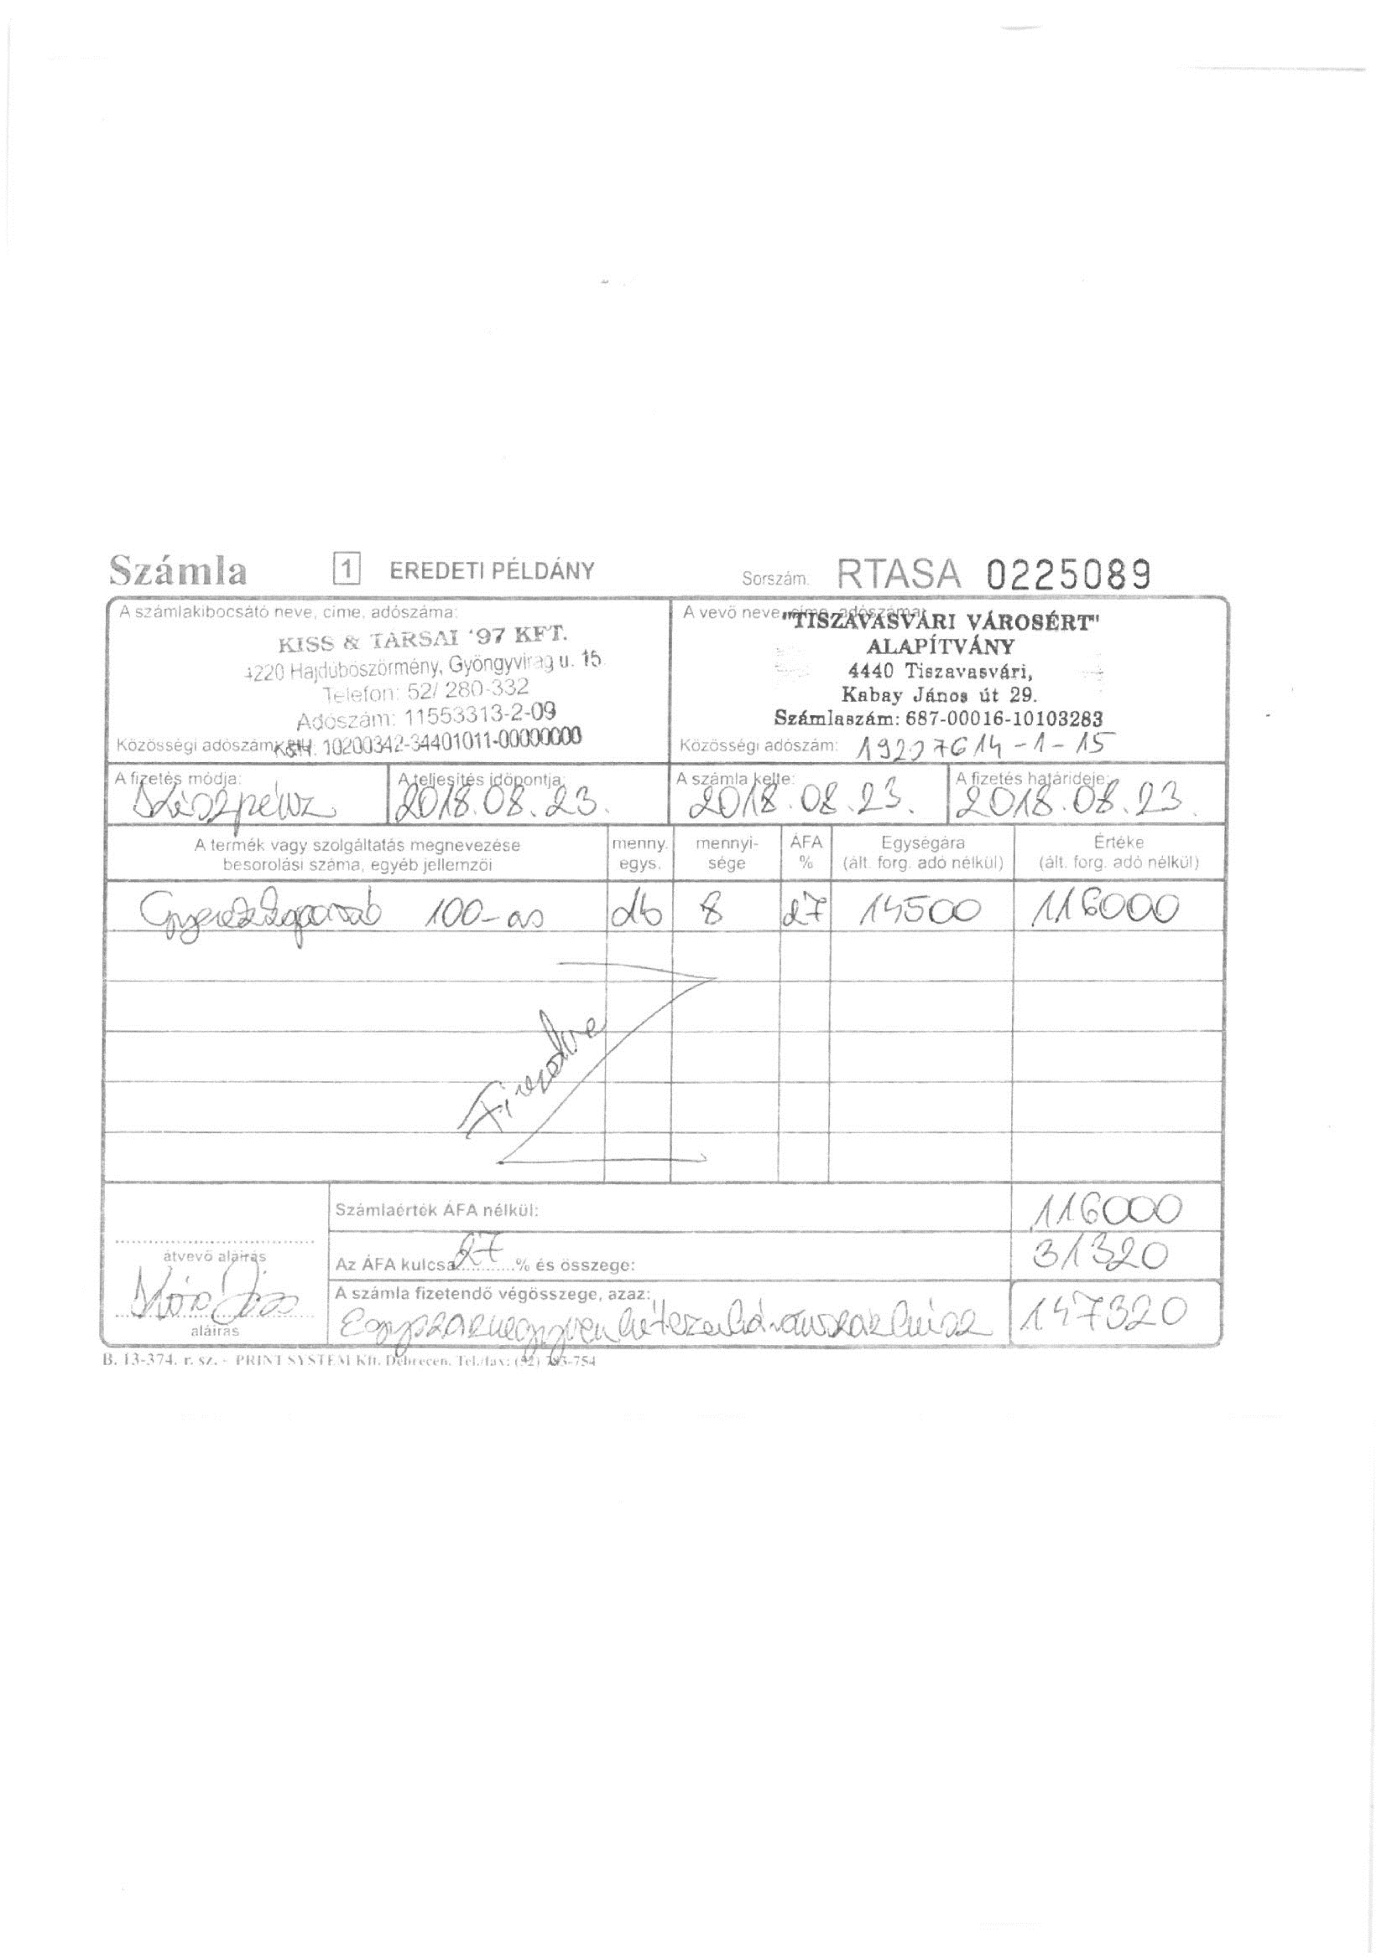 Számla 1 EREDETI PÉLDÁNY Sorszám: RTASA 0225089
A számlakibocsátó neve, címe, adószáma:
KISS & TÁRSAI '97 KFT.
4220 Hajdúböszörmény, Gyöngyvirág u. 15.
Telefon: 52/ 280-332
Adószám: 11553313-2-09
Közösségi adószám: K&H: 10200342-34401011-00000000
A vevő neve, címe, adószáma:
"TISZAVASVÁRI VÁROSÉRT"
ALAPÍTVÁNY
4440 Tiszavasvári,
Kabay János út 29.
Számlaszám: 687-00016-10103283
Közösségi adószám: 19227614-1-15
A fizetés módja: A teljesítés időpontja: A számla kelte: A fizetés határideje:
Készpénz 2018.08.23. 2018.08.23. 2018.08.23.
A termék vagy szolgáltatás megnevezése menny. mennyi- ÁFA Egységára Értéke
besorolási száma, egyéb jellemzői egys. sége % (ált. forg. adó nélkül) (ált. forg. adó nélkül)
100-as db 8 27 14500 116000
Fizetve
Számlaérték ÁFA nélkül: 116000
átvevő aláírás
Az ÁFA kulcsa 27 % és összege: 31320
A számla fizetendő végösszege, azaz: 147320
Egyszáznegyvenhétezerháromszázhúsz
aláírás
B. 13-374. r. sz. - PRINT SYSTEM Kft. Debrecen. Tel./fax: (52)